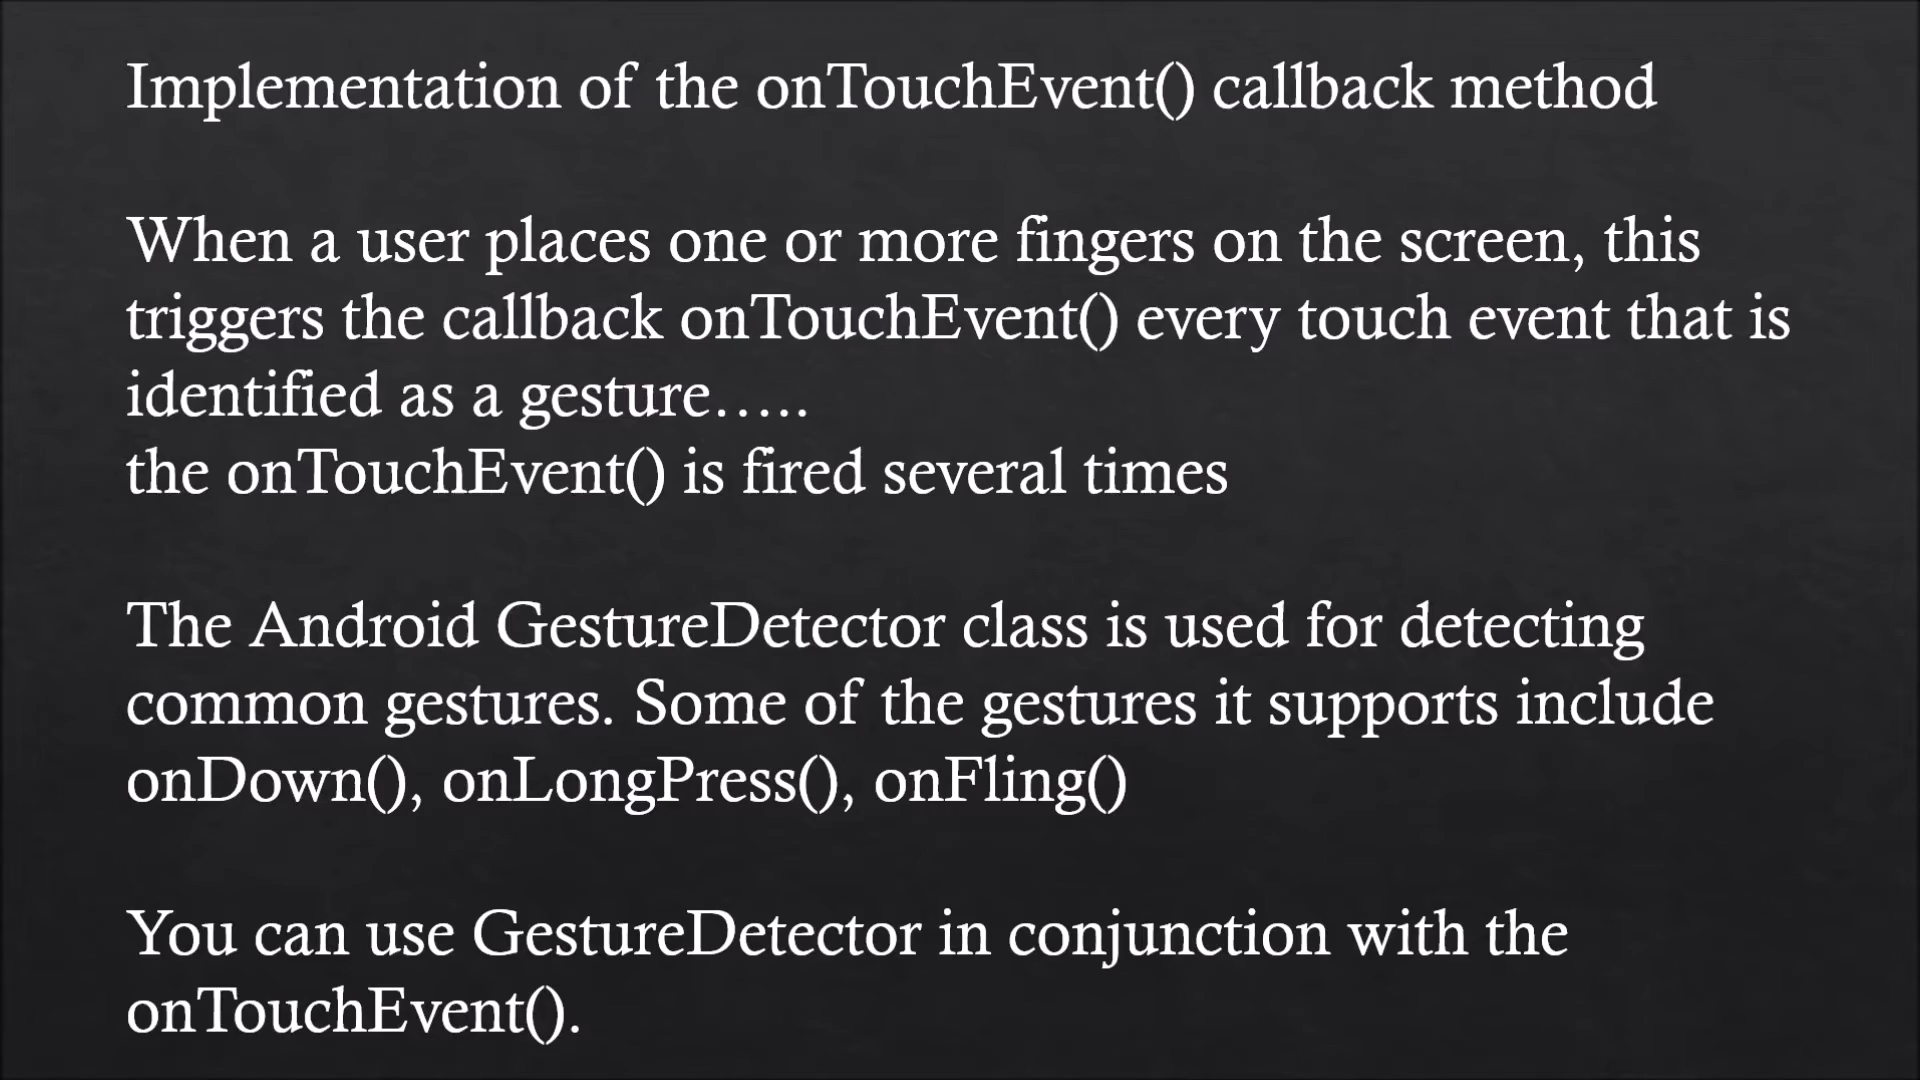 Implementation of the onTouchEvent() callback method
When a user places one or more fingers on the screen, this
triggers the callback onTouchEvent() every touch event that is
identified as a gesture…..
the onTouchEvent() is fired several times
The Android GestureDetector class is used for detecting
common gestures. Some of the gestures it supports include
onDown(), onLongPress(), onFling()
You can use GestureDetector in conjunction with the
onTouchEvent().